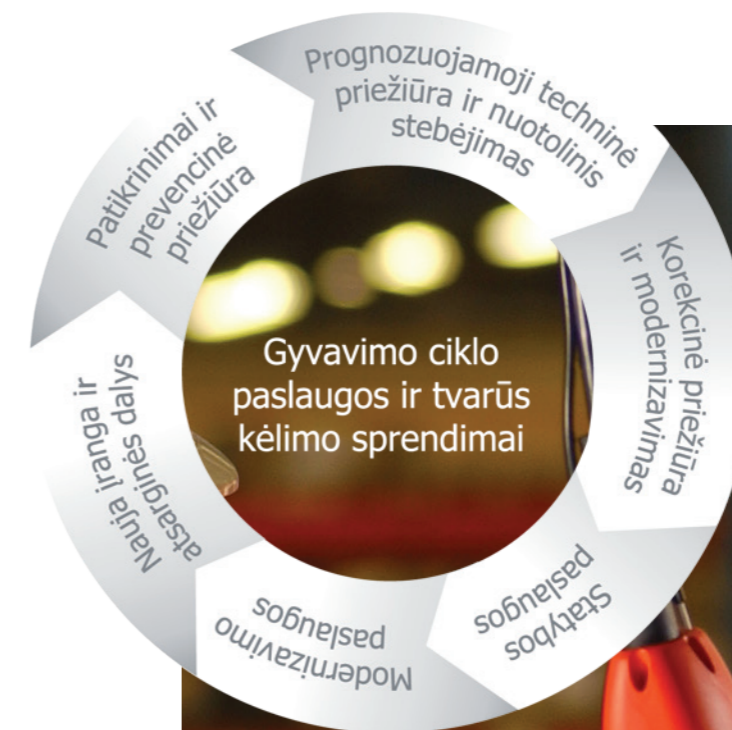 Prognozuojamoji techninė
priežiūra ir nuotolinis
stebėjimas
Korekcinė priežiūra
ir modernizavimas
Statybos
paslaugos
Modernizavimo
paslaugos
Nauja įranga ir
atsarginės dalys
Patikrinimai ir
prevencinė
priežiūra
Gyvavimo ciklo
paslaugos ir tvarūs
kėlimo sprendimai